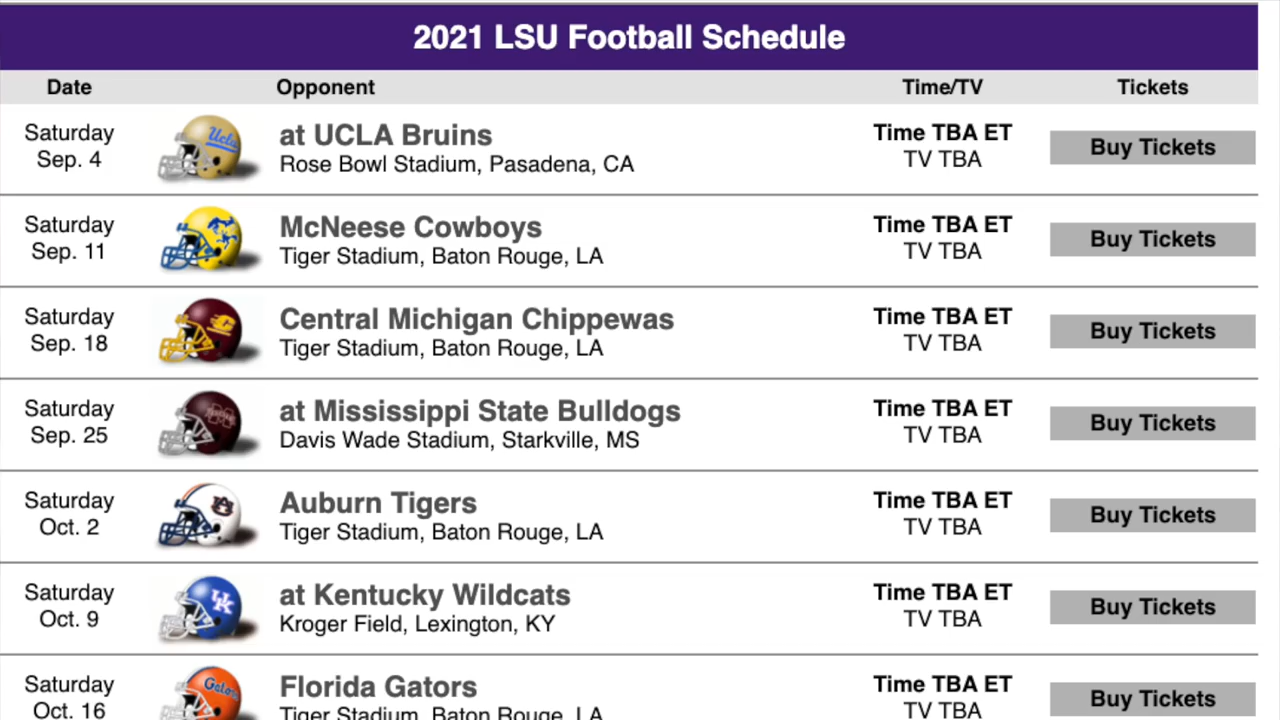 2021 LSU Football Schedule
Date Opponent Time/TV Tickets
Saturday
Sep. 4
Ucla
at UCLA Bruins
Rose Bowl Stadium, Pasadena, CA
Time TBA ET
TV TBA
Buy Tickets
Saturday
Sep. 11
McNeese Cowboys
Tiger Stadium, Baton Rouge, LA
Time TBA ET
TV TBA
Buy Tickets
Saturday
Sep. 18
C
Central Michigan Chippewas
Tiger Stadium, Baton Rouge, LA
Time TBA ET
TV TBA
Buy Tickets
Saturday
Sep. 25
M
at Mississippi State Bulldogs
Davis Wade Stadium, Starkville, MS
Time TBA ET
TV TBA
Buy Tickets
Saturday
Oct. 2
AU
Auburn Tigers
Tiger Stadium, Baton Rouge, LA
Time TBA ET
TV TBA
Buy Tickets
Saturday
Oct. 9
UK
at Kentucky Wildcats
Kroger Field, Lexington, KY
Time TBA ET
TV TBA
Buy Tickets
Saturday
Oct. 16
Gators
Florida Gators
Tiger Stadium, Baton Rouge, LA
Time TBA ET
TV TBA
Buy Tickets